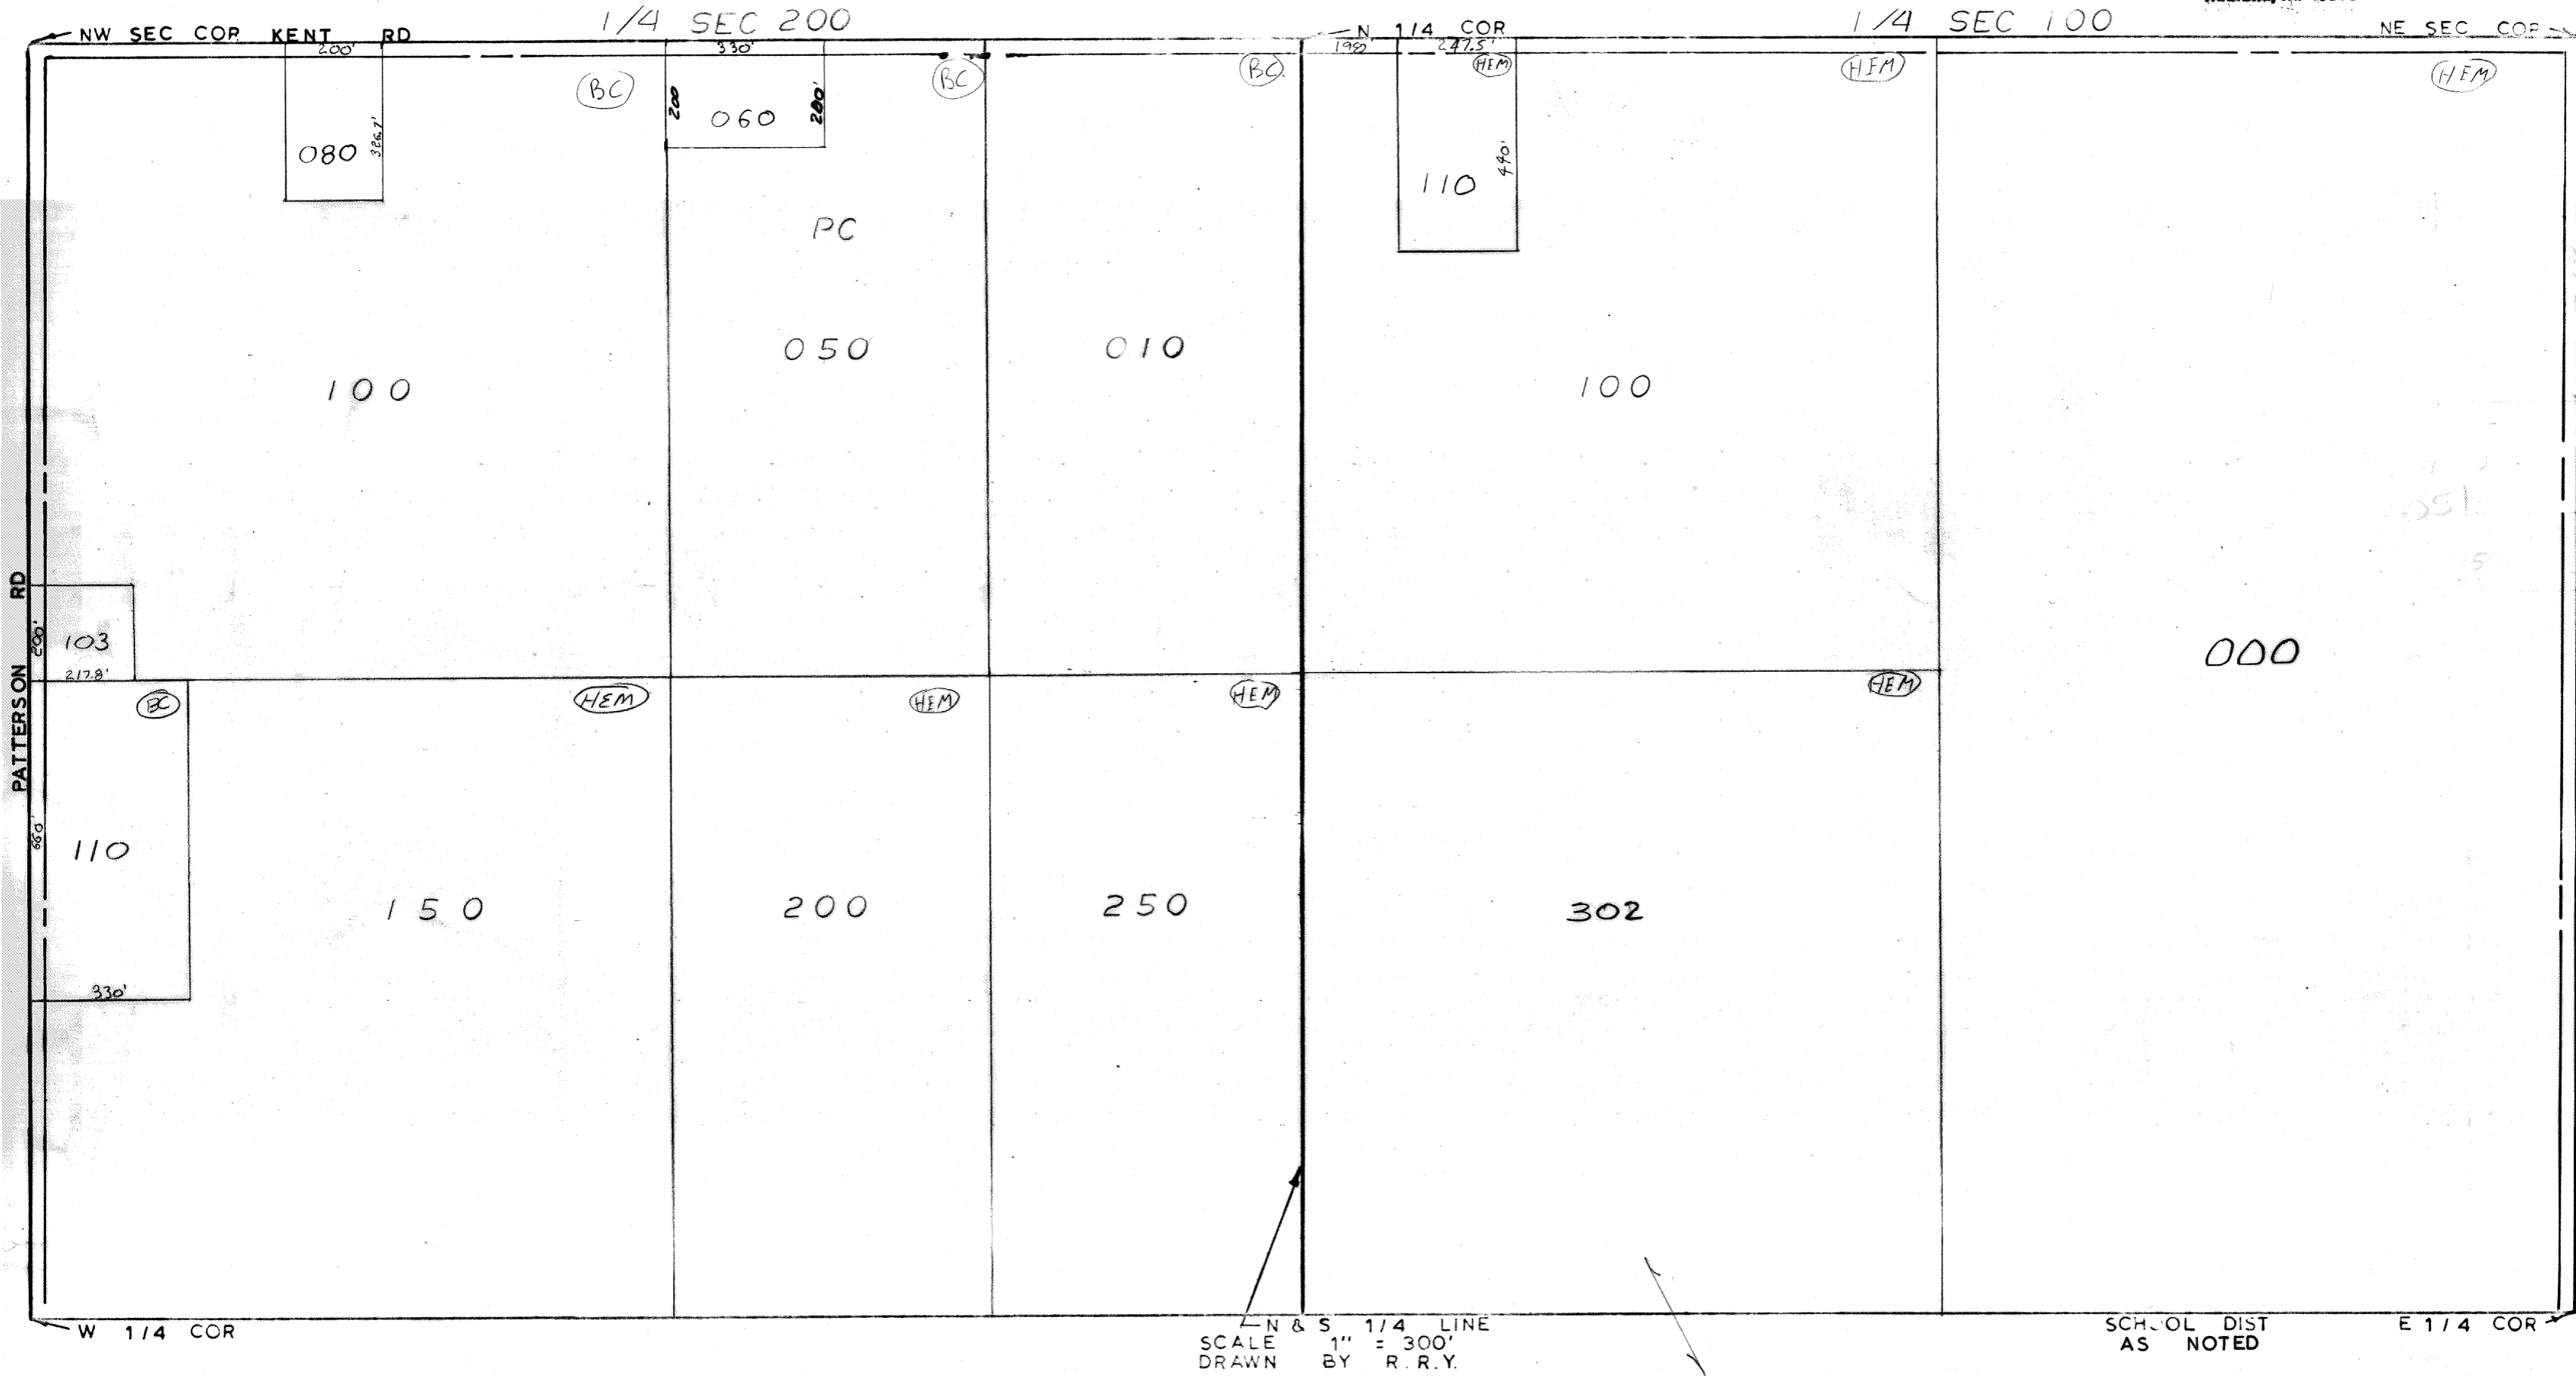 1/4 SEC 200
1/4 SEC 100
NW SEC COR KENT RD
N 1/4 COR
NE SEC COR
200'
330'
198
247.5'
BC
BC
BC
HEM
HEM
HEM
200
060
200'
080
326.7'
110
440'
PC
050
010
100
100
000
PATTERSON RD
200'
103
217.8'
BC
HEM
HEM
HEM
HEM
660'
110
150
200
250
302
330'
W 1/4 COR
N & S 1/4 LINE
SCALE 1" = 300'
DRAWN BY R.R.Y.
SCHOOL DIST
AS NOTED
E 1/4 COR